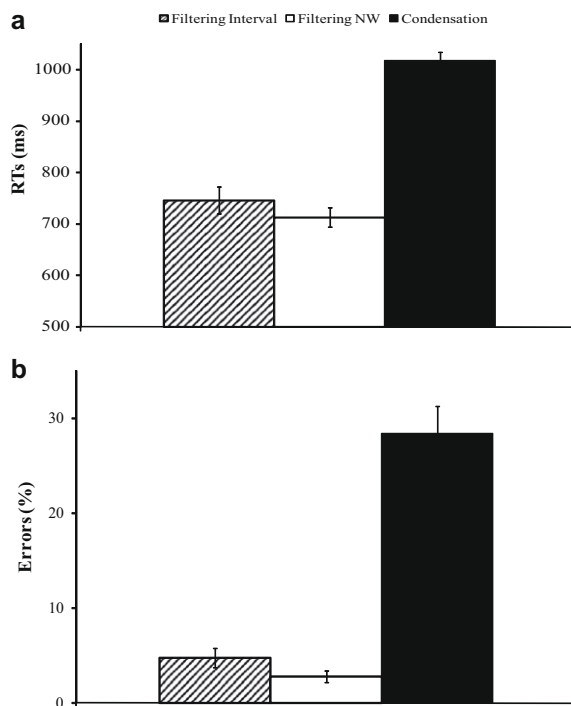 a
Filtering Interval Filtering NW Condensation
1000
900
800
700
600
500
RTs (ms)
b
30
20
10
0
Errors (%)